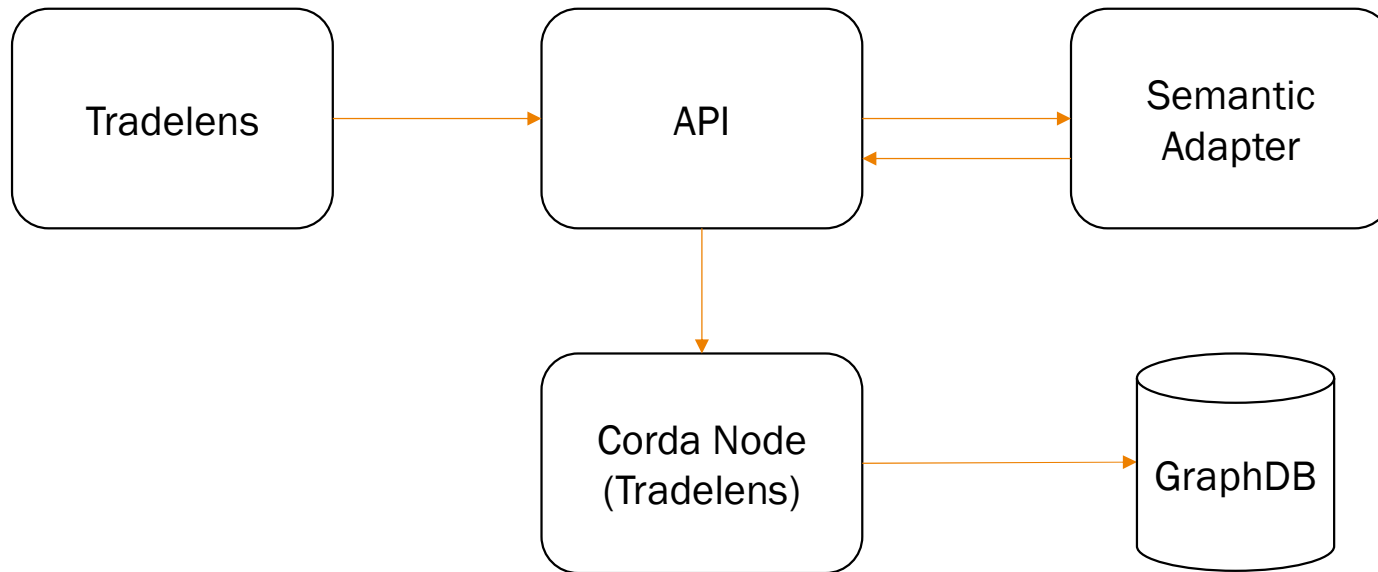 Tradelens
API
Semantic
Adapter
Corda Node
(Tradelens)
GraphDB